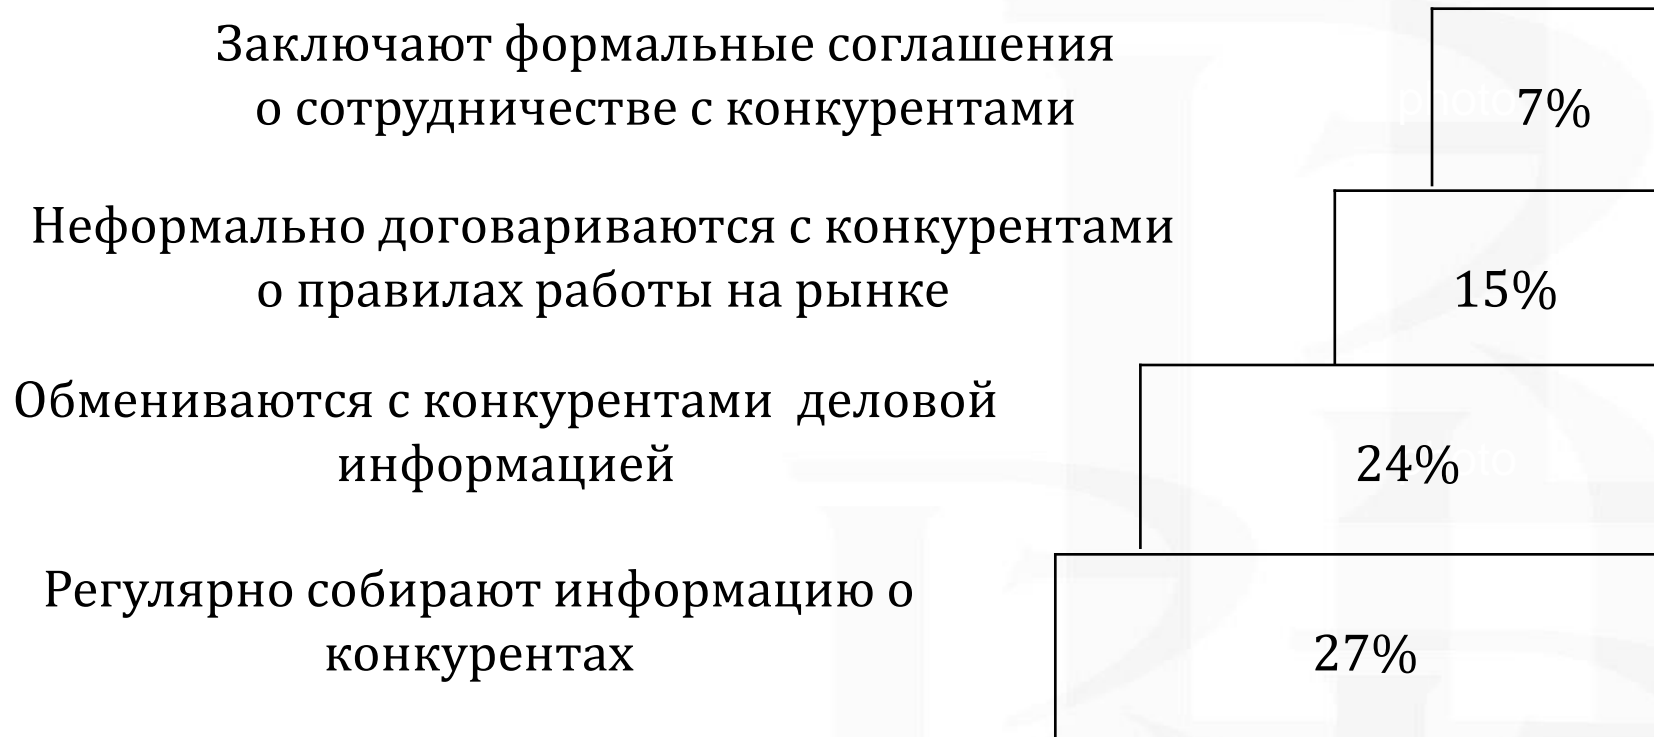 Заключают формальные соглашения
о сотрудничестве с конкурентами
7%
Неформально договариваются с конкурентами
о правилах работы на рынке
15%
Обмениваются с конкурентами  деловой
информацией
24%
Регулярно собирают информацию о
конкурентах
27%
photo